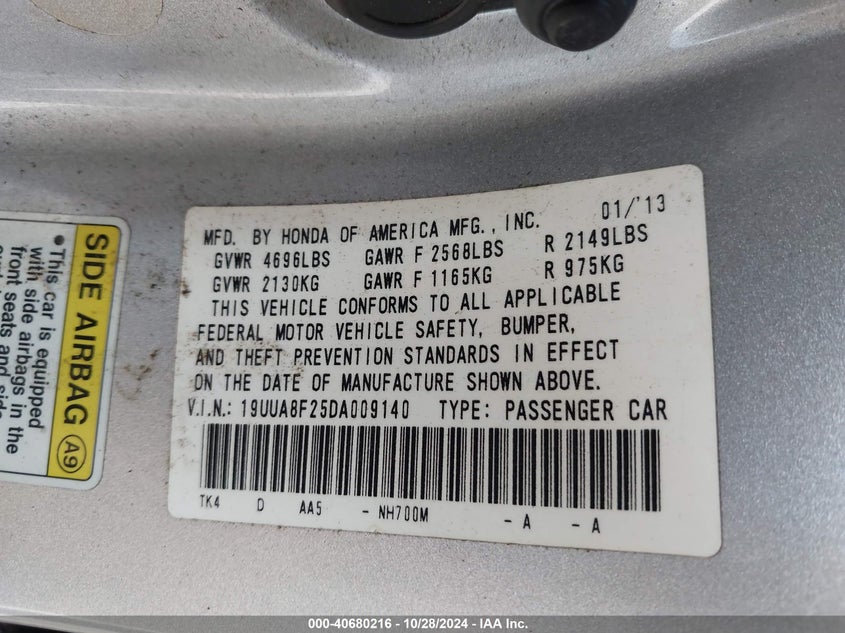 MFD. BY HONDA OF AMERICA MFG., INC. 01/'13
GVWR 4696LBS GAWR F 2568LBS R 2149LBS
GVWR 2130KG GAWR F 1165KG R 975KG
THIS VEHICLE CONFORMS TO ALL APPLICABLE
FEDERAL MOTOR VEHICLE SAFETY, BUMPER,
AND THEFT PREVENTION STANDARDS IN EFFECT
ON THE DATE OF MANUFACTURE SHOWN ABOVE.
V.I.N.: 19UUA8F25DA009140 TYPE: PASSENGER CAR
TK4 D AA5 - NH700M - A - A
SIDE AIRBAG A9
•This car is equipped
with side airbags in the
front seats and side
000-40680216 - 10/28/2024 - IAA Inc.